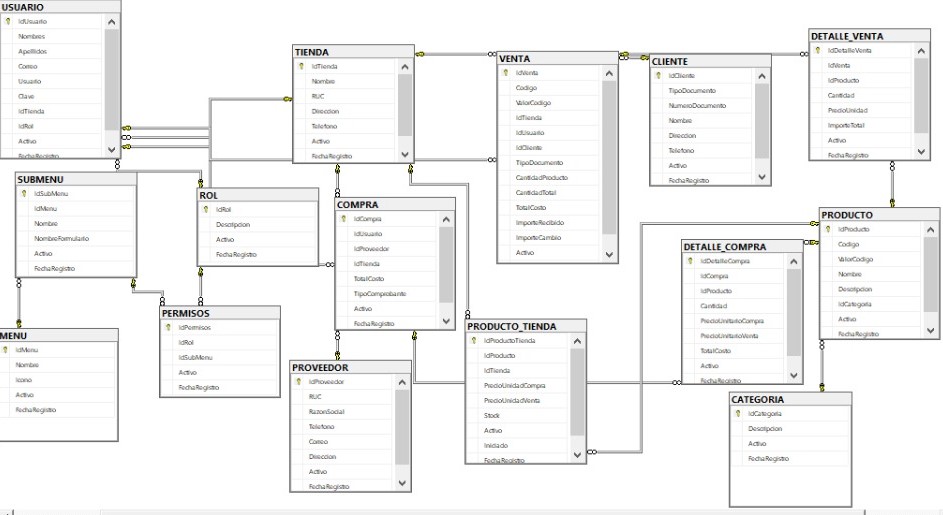 USUARIO
IdUsuario
Nombres
Apellidos
Correo
Usuario
Clave
IdTienda
IdRol
Activo
FechaRegistro
TIENDA
IdTienda
Nombre
RUC
Direccion
Telefono
Activo
FechaRegistro
VENTA
IdVenta
Codigo
ValorCodigo
IdTienda
IdUsuario
IdCliente
TipoDocumento
CantidadProducto
CantidadTotal
TotalCosto
ImporteRecibido
ImporteCambio
Activo
CLIENTE
IdCliente
TipoDocumento
NumeroDocumento
Nombre
Direccion
Telefono
Activo
FechaRegistro
DETALLE_VENTA
IdDetalleVenta
IdVenta
IdProducto
Cantidad
PrecioUnidad
ImporteTotal
Activo
FechaRegistro
SUBMENU
IdSubMenu
IdMenu
Nombre
NombreFormulario
Activo
FechaRegistro
ROL
IdRol
Descripcion
Activo
FechaRegistro
COMPRA
IdCompra
IdUsuario
IdProveedor
IdTienda
TotalCosto
TipoComprobante
Activo
FechaRegistro
DETALLE_COMPRA
IdDetalleCompra
IdCompra
IdProducto
Cantidad
PrecioUnitarioCompra
PrecioUnitarioVenta
TotalCosto
Activo
FechaRegistro
PRODUCTO
IdProducto
Codigo
ValorCodigo
Nombre
Descripcion
IdCategoria
Activo
FechaRegistro
MENU
IdMenu
Nombre
Icono
Activo
FechaRegistro
PERMISOS
IdPermisos
IdRol
IdSubMenu
Activo
FechaRegistro
PROVEEDOR
IdProveedor
RUC
RazonSocial
Telefono
Correo
Direccion
Activo
FechaRegistro
PRODUCTO_TIENDA
IdProductoTienda
IdProducto
IdTienda
PrecioUnidadCompra
PrecioUnidadVenta
Stock
Activo
Iniciado
FechaRegistro
CATEGORIA
IdCategoria
Descripcion
Activo
FechaRegistro